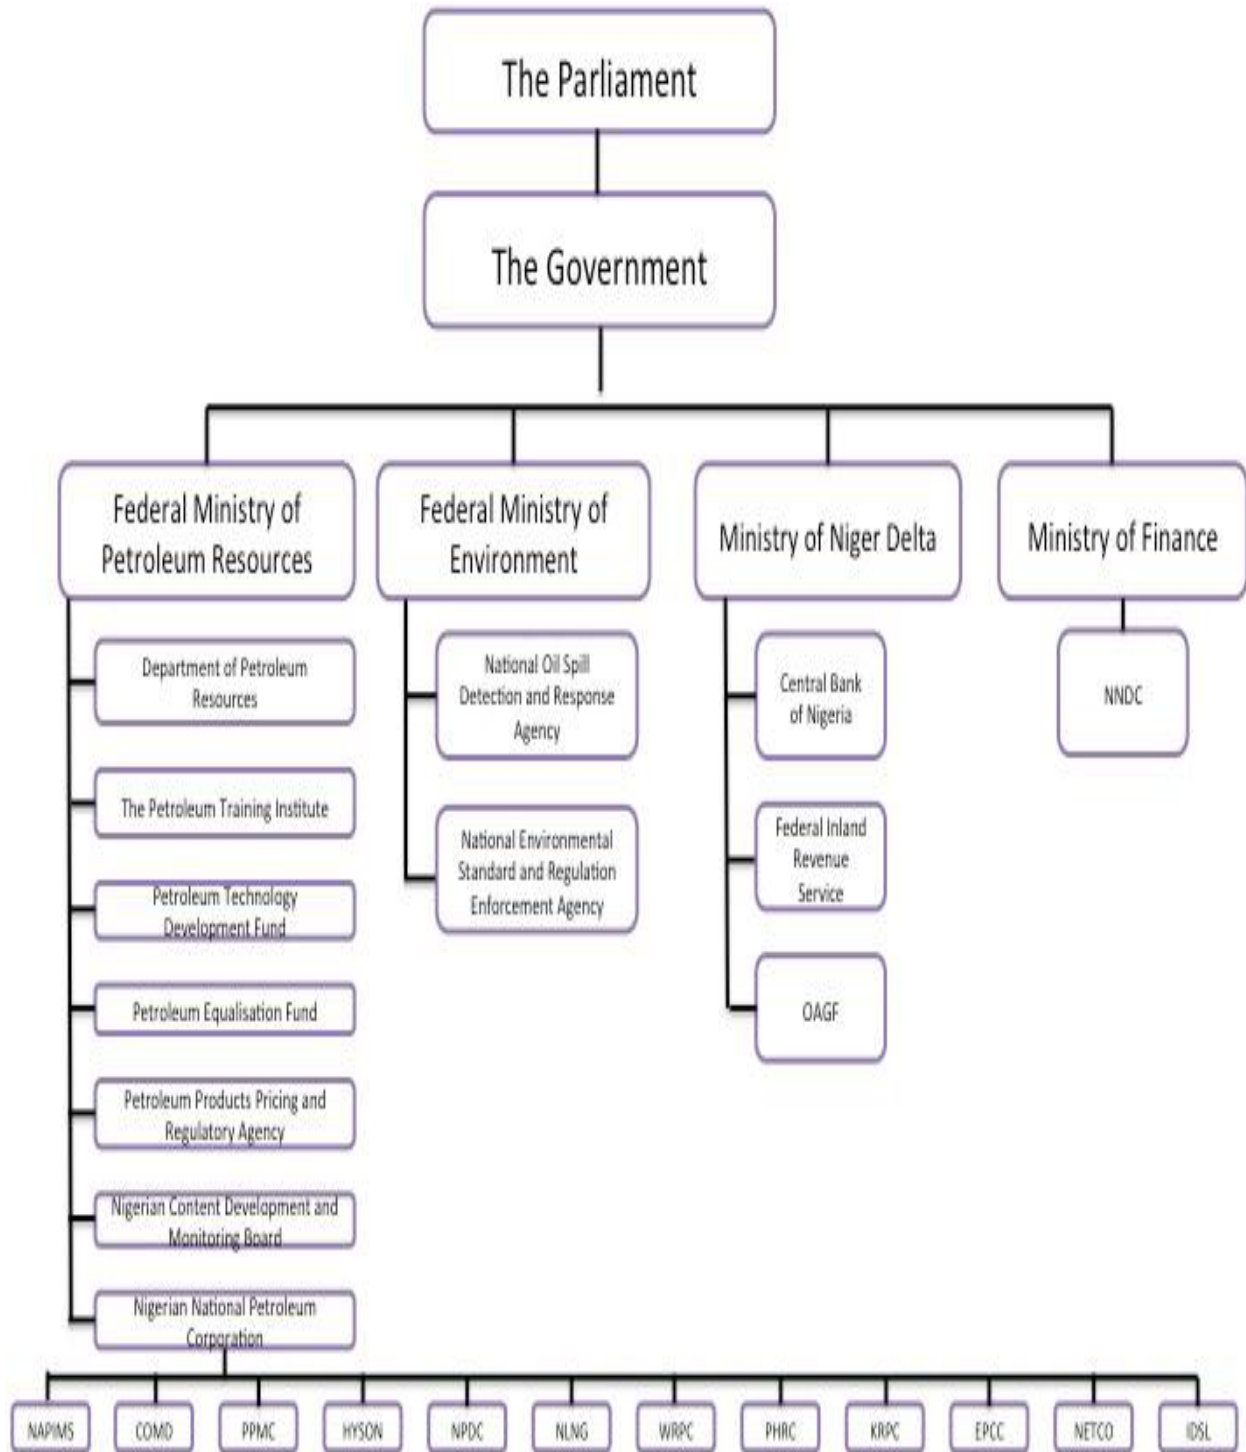 The Parliament
The Government
Federal Ministry of
Petroleum Resources
Federal Ministry of
Environment
Ministry of Niger Delta
Ministry of Finance
Department of Petroleum
Resources
The Petroleum Training Institute
Petroleum Technology
Development Fund
Petroleum Equalisation Fund
Petroleum Products Pricing and
Regulatory Agency
Nigerian Content Development and
Monitoring Board
Nigerian National Petroleum
Corporation
National Oil Spill
Detection and Response
Agency
National Environmental
Standard and Regulation
Enforcement Agency
Central Bank
of Nigeria
Federal Inland
Revenue
Service
OAGF
NNDC
NAPIMS
COMD
PPMC
HYSON
NPDC
NLNG
WRPC
PHRC
KRPC
EPCC
NETCO
IDSL